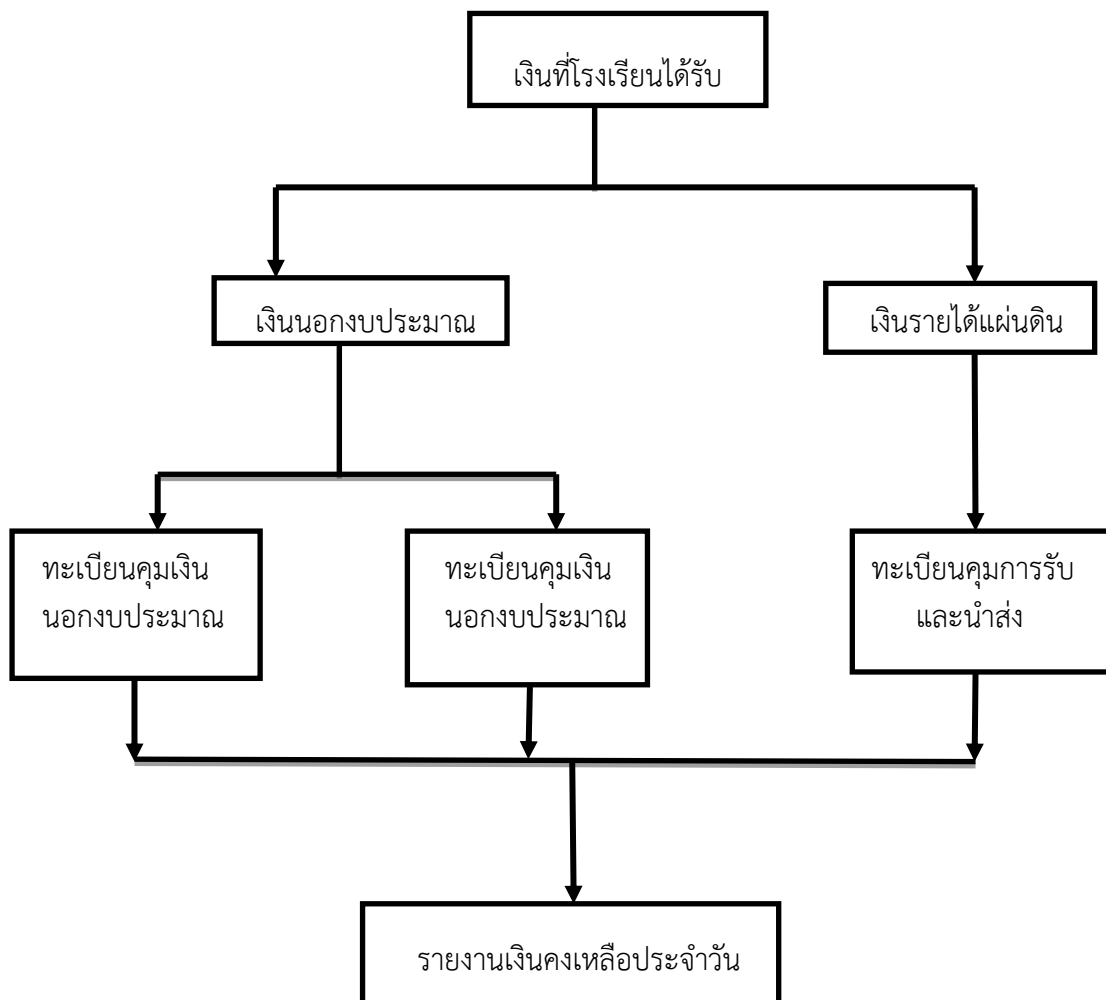 เงินที่โรงเรียนได้รับ
เงินนอกงบประมาณ
เงินรายได้แผ่นดิน
ทะเบียนคุมเงิน
นอกงบประมาณ
ทะเบียนคุมเงิน
นอกงบประมาณ
ทะเบียนคุมการรับ
และนำส่ง
รายงานเงินคงเหลือประจำวัน